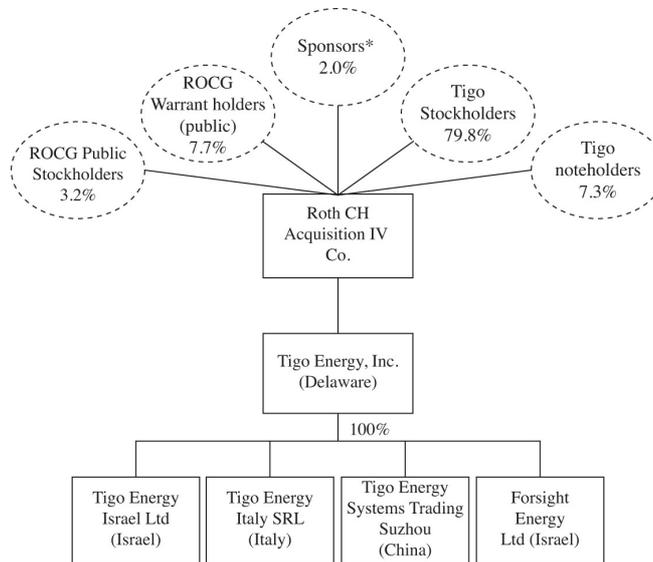 Sponsors*
2.0%
ROCG
Warrant holders
(public)
7.7%
Tigo
Stockholders
79.8%
ROCG Public
Stockholders
3.2%
Tigo
noteholders
7.3%
Roth CH
Acquisition IV
Co.
Tigo Energy, Inc.
(Delaware)
100%
Tigo Energy
Israel Ltd
(Israel)
Tigo Energy
Italy SRL
(Italy)
Tigo Energy
Systems Trading
Suzhou
(China)
Forsight
Energy
Ltd (Israel)